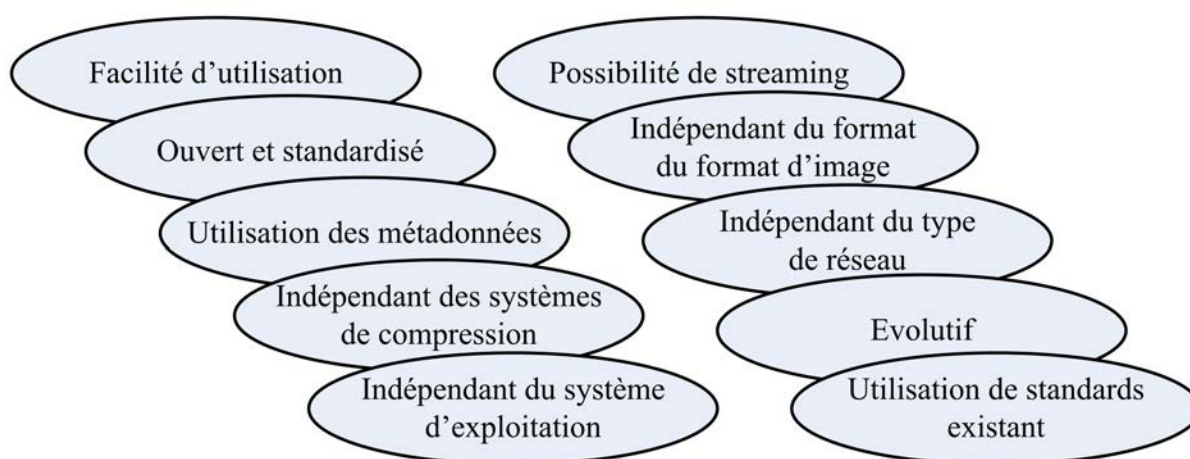 Facilité d’utilisation
Ouvert et standardisé
Utilisation des métadonnées
Indépendant des systèmes
de compression
Indépendant du système
d’exploitation
Possibilité de streaming
Indépendant du format
du format d’image
Indépendant du type
de réseau
Evolutif
Utilisation de standards
existant